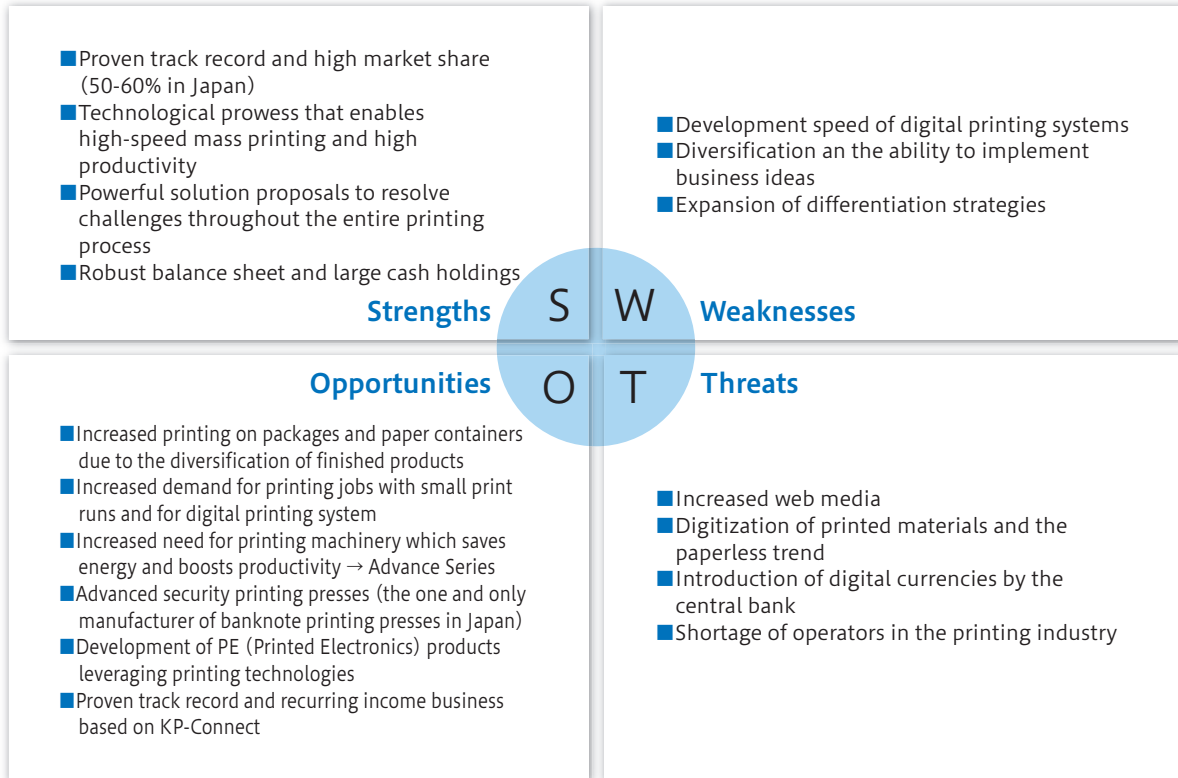 ■Proven track record and high market share
(50-60% in Japan)
■Technological prowess that enables
high-speed mass printing and high
productivity
■Powerful solution proposals to resolve
challenges throughout the entire printing
process
■Robust balance sheet and large cash holdings
Strengths
S
■Development speed of digital printing systems
■Diversification an the ability to implement
business ideas
■Expansion of differentiation strategies
W
Weaknesses
Opportunities
O
■Increased printing on packages and paper containers
due to the diversification of finished products
■Increased demand for printing jobs with small print
runs and for digital printing system
■Increased need for printing machinery which saves
energy and boosts productivity → Advance Series
■Advanced security printing presses (the one and only
manufacturer of banknote printing presses in Japan)
■Development of PE (Printed Electronics) products
leveraging printing technologies
■Proven track record and recurring income business
based on KP-Connect
T
Threats
■Increased web media
■Digitization of printed materials and the
paperless trend
■Introduction of digital currencies by the
central bank
■Shortage of operators in the printing industry